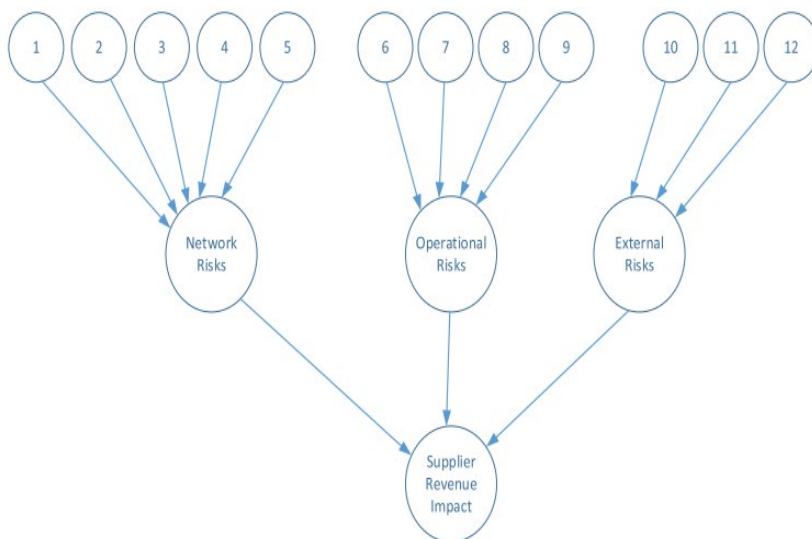 1 2 3 4 5 6 7 8 9 10 11 12
Network Operational External
Risks Risks Risks
Supplier
Revenue
Impact